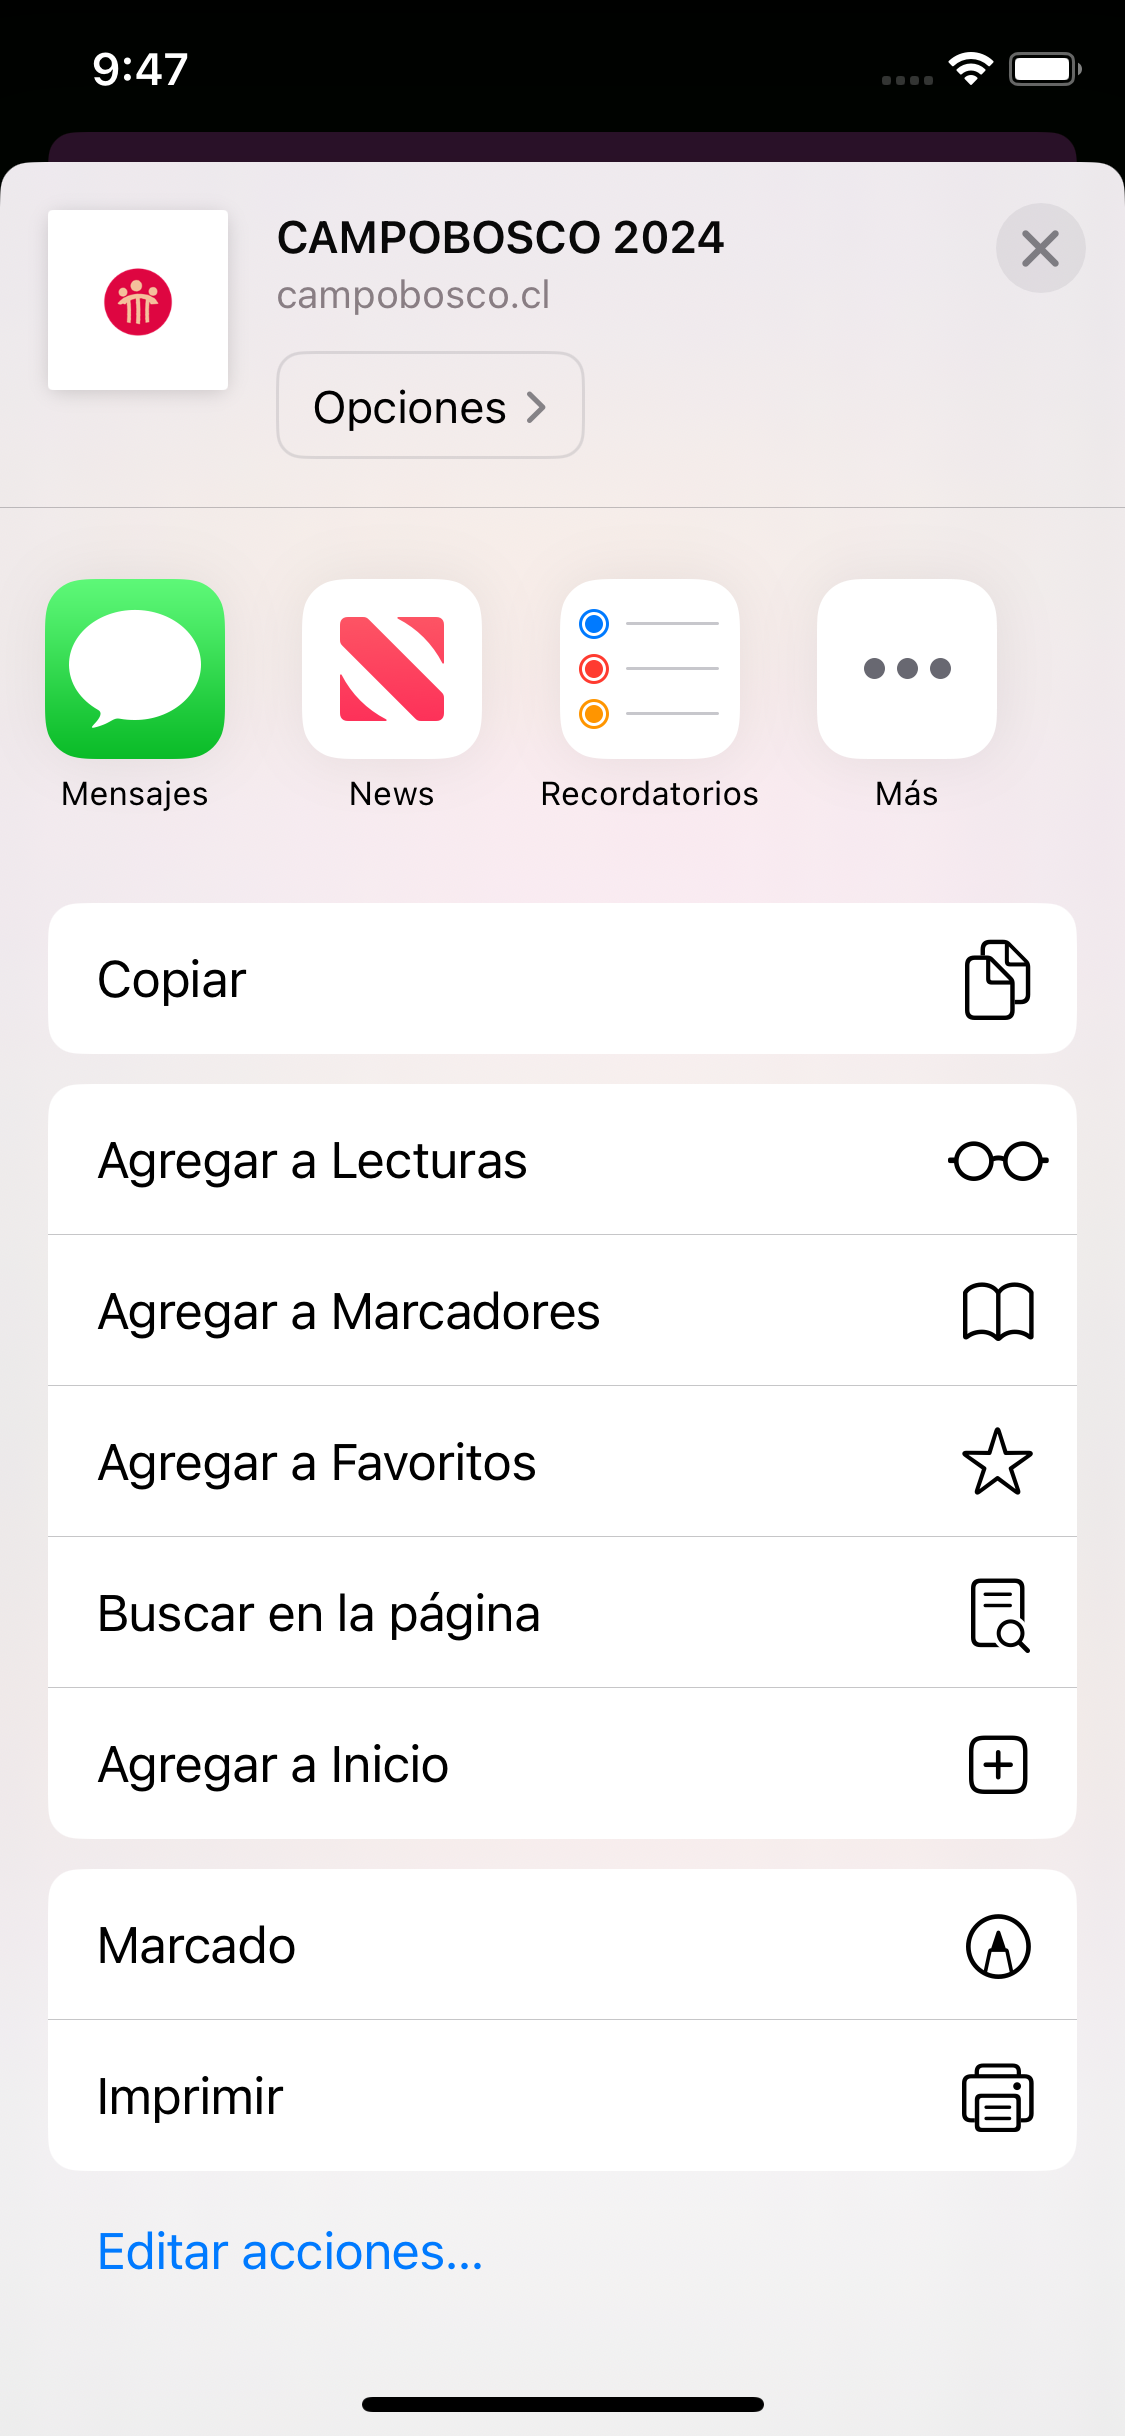 9:47
CAMPOBOSCO 2024
campobosco.cl
Opciones
Mensajes
News
Recordatorios
Más
Copiar
Agregar a Lecturas
Agregar a Marcadores
Agregar a Favoritos
Buscar en la página
Agregar a Inicio
Marcado
Imprimir
Editar acciones...